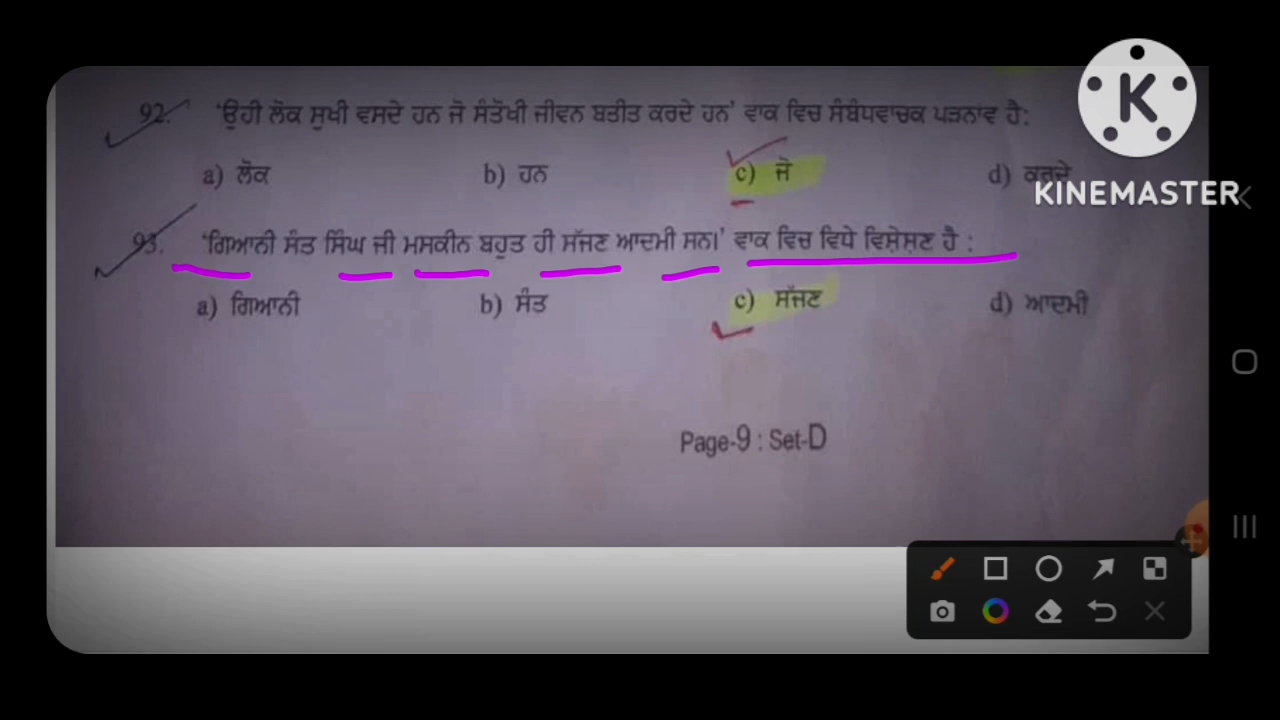 92. 'ਉਹੀ ਲੋਕ ਸੁਖੀ ਵਸਦੇ ਹਨ ਜੋ ਸੰਤੋਖੀ ਜੀਵਨ ਬਤੀਤ ਕਰਦੇ ਹਨ' ਵਾਕ ਵਿਚ ਸੰਬੰਧਵਾਚਕ ਪੜਨਾਂਵ ਹੈ:
a) ਲੋਕ b) ਹਨ c) ਜੋ d) ਕਰਦੇ
KINEMASTER
93. 'ਗਿਆਨੀ ਸੰਤ ਸਿੰਘ ਜੀ ਮਸਕੀਨ ਬਹੁਤ ਹੀ ਸੱਜਣ ਆਦਮੀ ਸਨ।' ਵਾਕ ਵਿਚ ਵਿਧੇ ਵਿਸ਼ੇਸ਼ਣ ਹੈ :
a) ਗਿਆਨੀ b) ਸੰਤ c) ਸੱਜਣ d) ਆਦਮੀ
Page-9 : Set-D